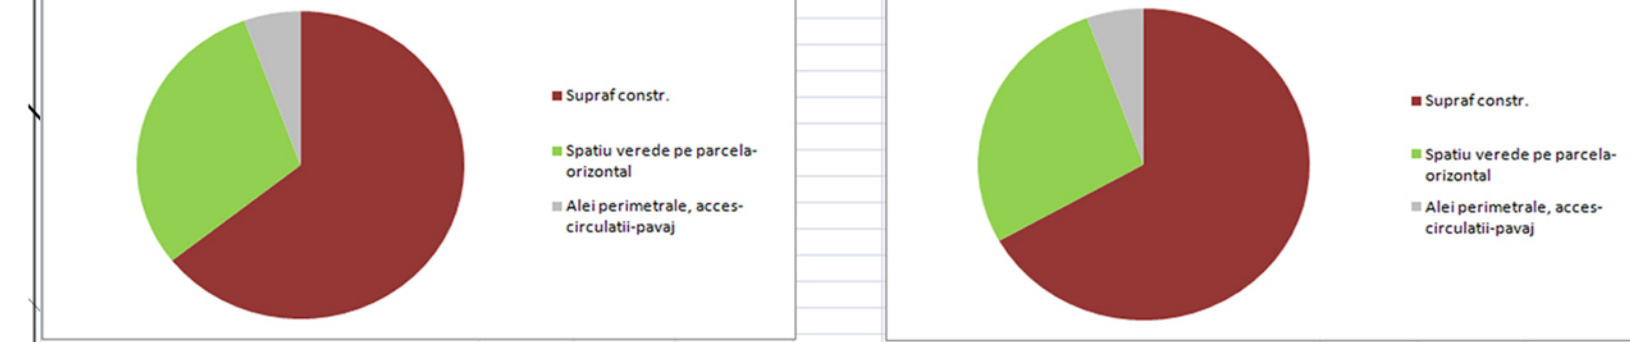 Supraf constr.
Spatiu verede pe parcela-
orizontal
Alei perimetrale, acces-
circulatii-pavaj
Supraf constr.
Spatiu verede pe parcela-
orizontal
Alei perimetrale, acces-
circulatii-pavaj